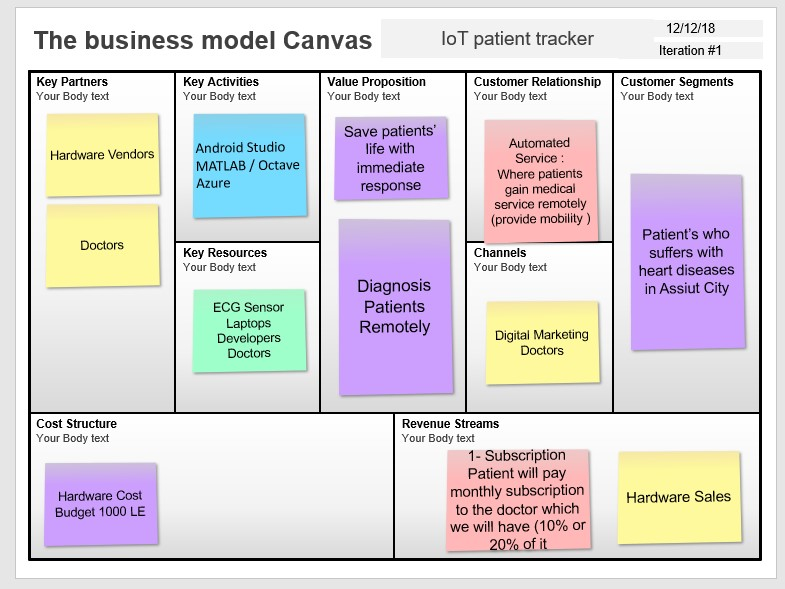 The business model Canvas
IoT patient tracker
12/12/18
Iteration #1
Key Partners
Your Body text
Hardware Vendors
Doctors
Key Activities
Your Body text
Android Studio
MATLAB / Octave
Azure
Key Resources
Your Body text
ECG Sensor
Laptops
Developers
Doctors
Value Proposition
Your Body text
Save patients'
life with
immediate
response
Diagnosis
Patients
Remotely
Customer Relationship
Your Body text
Automated
Service :
Where patients
gain medical
service remotely
(provide mobility )
Channels
Your Body text
Digital Marketing
Doctors
Customer Segments
Your Body text
Patient's who
suffers with
heart diseases
in Assiut City
Cost Structure
Your Body text
Hardware Cost
Budget 1000 LE
Revenue Streams
Your Body text
1- Subscription
Patient will pay
monthly subscription
to the doctor which
we will have (10% or
20% of it
Hardware Sales